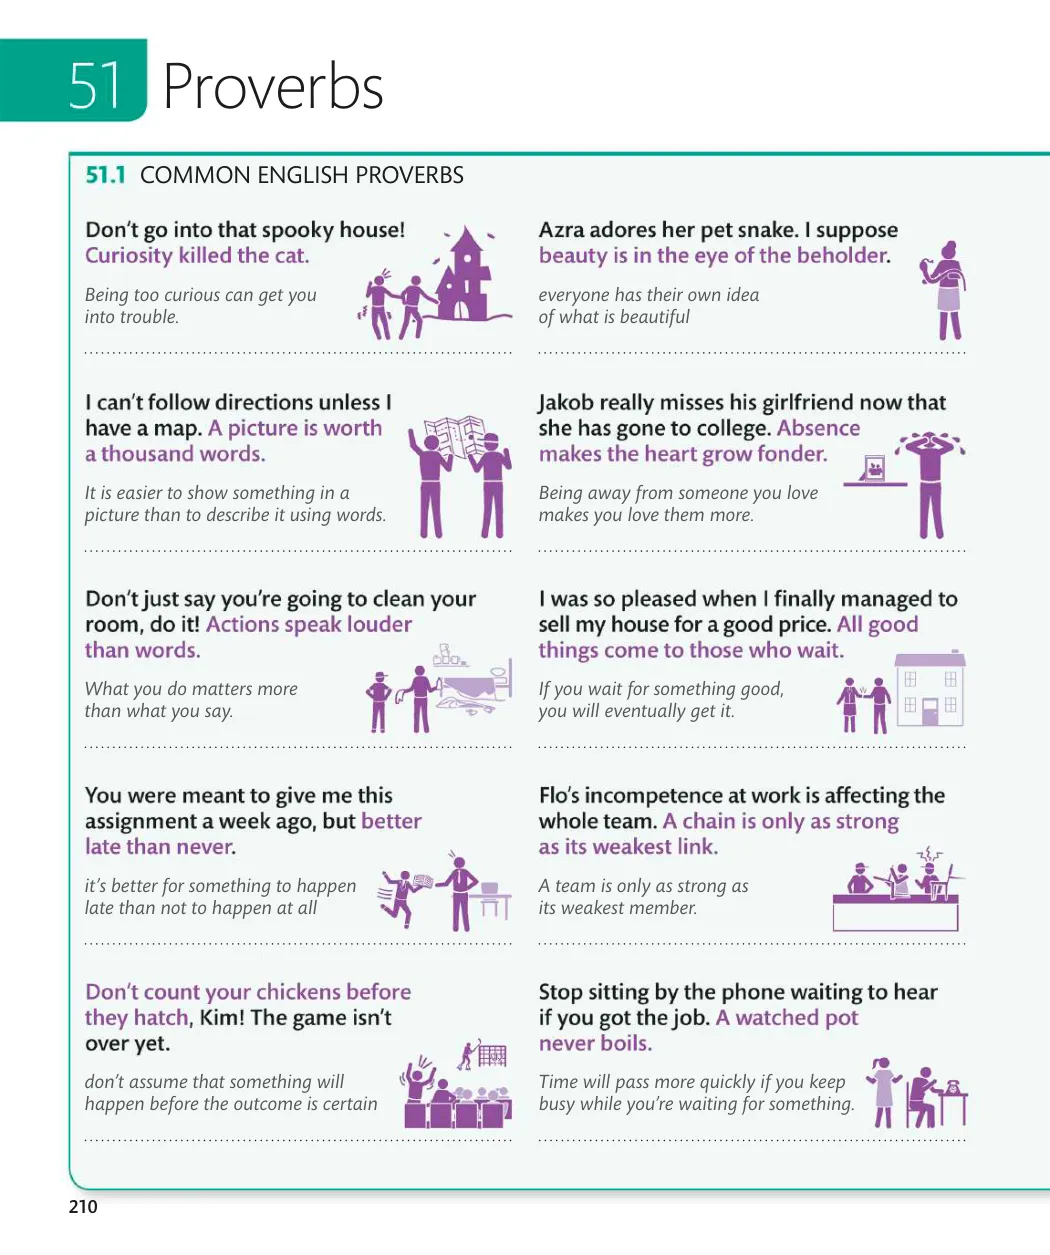 51 Proverbs
51.1 COMMON ENGLISH PROVERBS
Don't go into that spooky house!
Curiosity killed the cat.
Being too curious can get you
into trouble.
Azra adores her pet snake. I suppose
beauty is in the eye of the beholder.
everyone has their own idea
of what is beautiful
I can't follow directions unless I
have a map. A picture is worth
a thousand words.
It is easier to show something in a
picture than to describe it using words.
Jakob really misses his girlfriend now that
she has gone to college. Absence
makes the heart grow fonder.
Being away from someone you love
makes you love them more.
Don't just say you're going to clean your
room, do it! Actions speak louder
than words.
What you do matters more
than what you say.
I was so pleased when I finally managed to
sell my house for a good price. All good
things come to those who wait.
If you wait for something good,
you will eventually get it.
You were meant to give me this
assignment a week ago, but better
late than never.
it's better for something to happen
late than not to happen at all
Flo's incompetence at work is affecting the
whole team. A chain is only as strong
as its weakest link.
A team is only as strong as
its weakest member.
Don't count your chickens before
they hatch, Kim! The game isn't
over yet.
don't assume that something will
happen before the outcome is certain
Stop sitting by the phone waiting to hear
if you got the job. A watched pot
never boils.
Time will pass more quickly if you keep
busy while you're waiting for something.
210